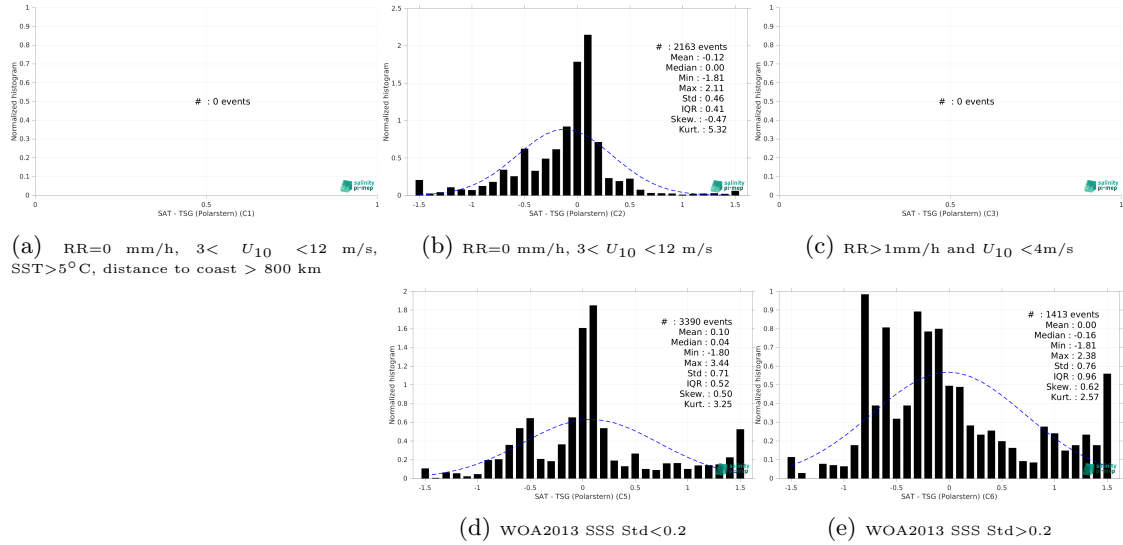 1
0.9
0.8
0.7
0.6
0.5
0.4
0.3
0.2
0.1
0
Normalized histogram
# : 0 events
0 0.5 1
SAT - TSG (Polarstern) (C1)
salinity
pi-mep
(a) RR=0 mm/h, 3< U10 <12 m/s,
SST>5°C, distance to coast > 800 km
2.5
2
1.5
1
0.5
0
Normalized histogram
# : 2163 events
Mean : -0.12
Median : 0.00
Min : -1.81
Max : 2.11
Std : 0.46
IQR : 0.41
Skew. : -0.47
Kurt. : 5.32
-1.5 -1 -0.5 0 0.5 1 1.5
SAT - TSG (Polarstern) (C2)
salinity
pi-mep
(b) RR=0 mm/h, 3< U10 <12 m/s
1
0.9
0.8
0.7
0.6
0.5
0.4
0.3
0.2
0.1
0
Normalized histogram
# : 0 events
0 0.5 1
SAT - TSG (Polarstern) (C3)
salinity
pi-mep
(c) RR>1mm/h and U10 <4m/s
2
1.8
1.6
1.4
1.2
1
0.8
0.6
0.4
0.2
0
Normalized histogram
# : 3390 events
Mean : 0.10
Median : 0.04
Min : -1.80
Max : 3.44
Std : 0.71
IQR : 0.52
Skew. : 0.50
Kurt. : 3.25
-1.5 -1 -0.5 0 0.5 1 1.5
SAT - TSG (Polarstern) (C5)
salinity
pi-mep
(d) WOA2013 SSS Std<0.2
1
0.9
0.8
0.7
0.6
0.5
0.4
0.3
0.2
0.1
0
Normalized histogram
# : 1413 events
Mean : 0.00
Median : -0.16
Min : -1.81
Max : 2.38
Std : 0.76
IQR : 0.96
Skew. : 0.62
Kurt. : 2.57
-1.5 -1 -0.5 0 0.5 1 1.5
SAT - TSG (Polarstern) (C6)
salinity
pi-mep
(e) WOA2013 SSS Std>0.2